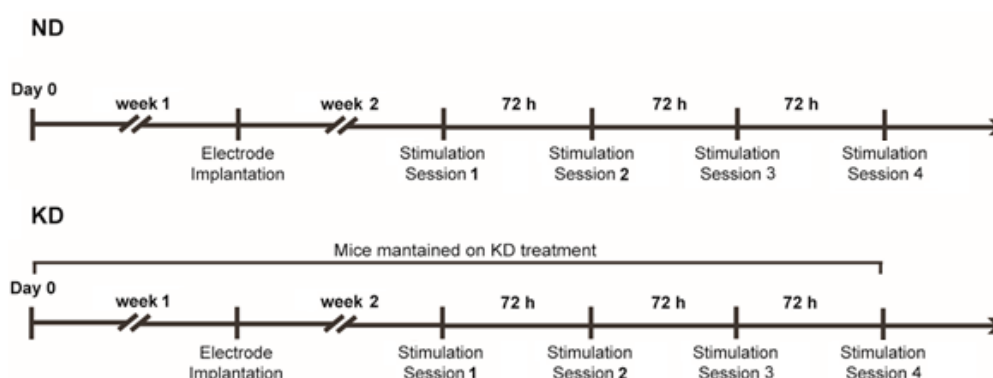 ND
Day 0
week 1
week 2
72 h
72 h
72 h
Electrode
Implantation
Stimulation
Session 1
Stimulation
Session 2
Stimulation
Session 3
Stimulation
Session 4
KD
Mice mantained on KD treatment
Day 0
week 1
week 2
72 h
72 h
72 h
Electrode
Implantation
Stimulation
Session 1
Stimulation
Session 2
Stimulation
Session 3
Stimulation
Session 4